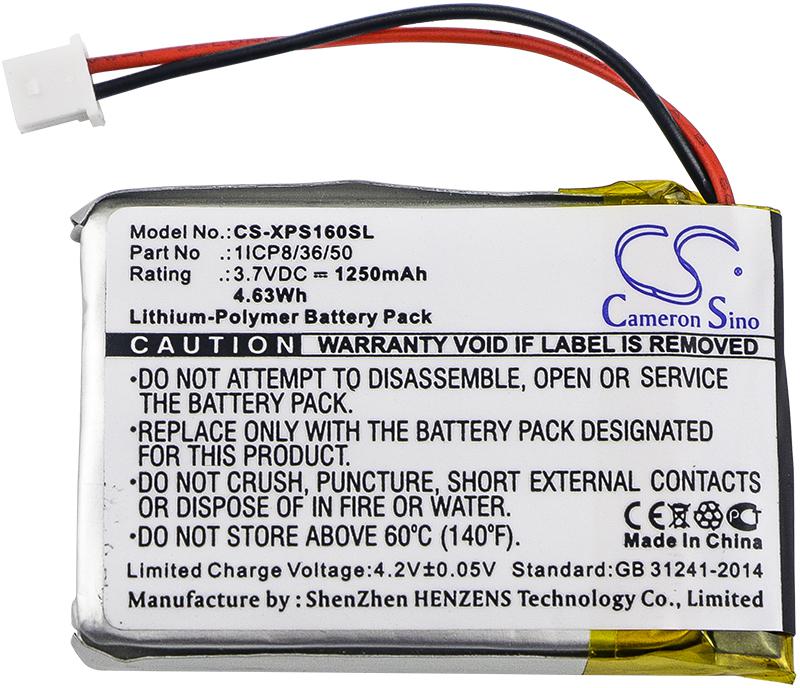 Model No.:CS-XPS160SL
Part No .:1ICP8/36/50
Rating .:3.7VDC ⎓ 1250mAh
4.63Wh
Lithium-Polymer Battery Pack
CS
Cameron Sino
CAUTION WARRANTY VOID IF LABEL IS REMOVED
•DO NOT ATTEMPT TO DISASSEMBLE, OPEN OR SERVICE
THE BATTERY PACK.
•REPLACE ONLY WITH THE BATTERY PACK DESIGNATED
FOR THIS PRODUCT.
•DO NOT CRUSH, PUNCTURE, SHORT EXTERNAL CONTACTS
OR DISPOSE OF IN FIRE OR WATER.
•DO NOT STORE ABOVE 60°C (140°F).
CE PCT
Made in China
Limited Charge Voltage:4.2V±0.05V Standard:GB 31241-2014
Manufacture by : ShenZhen HENZENS Technology Co., Limited